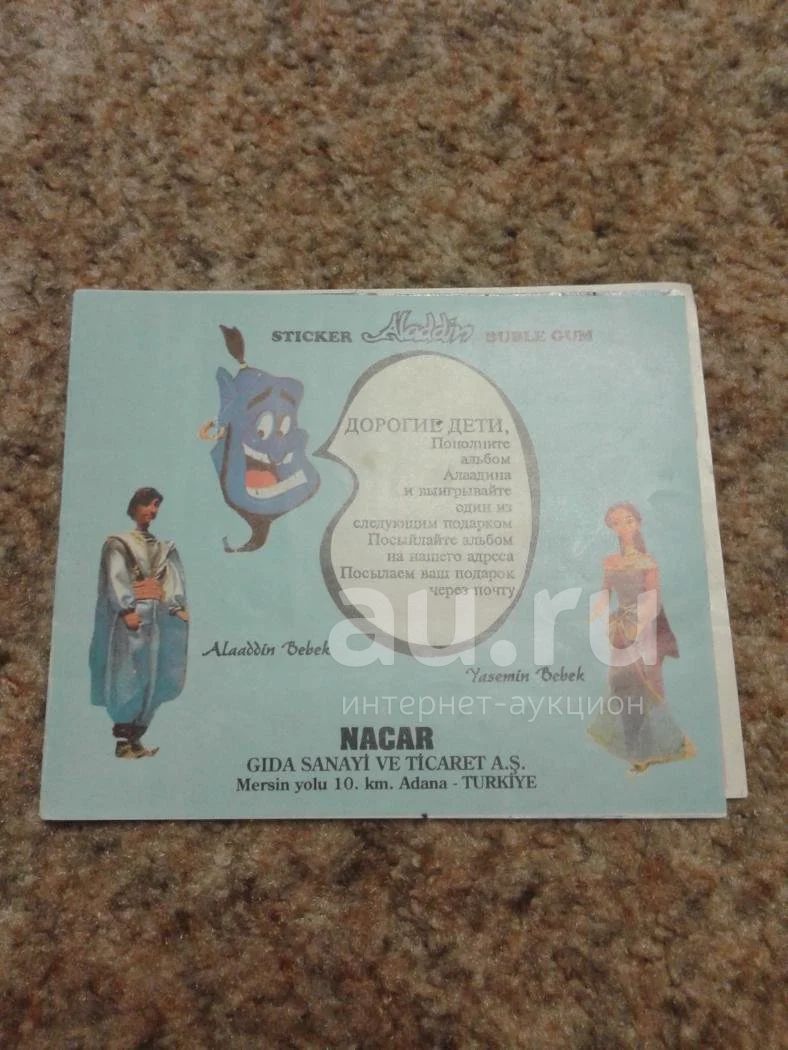 STICKER Aladdin BUBLE GUM
ДОРОГИЕ ДЕТИ,
Пополните
альбом
Алаадина
и выигрывайте
один из
следующим подарком
Посылайте альбом
на нашего адреса
Посылаем ваш подарок
через почту
au.ru
интернет-аукцион
Alaaddin Bebek
Yasemin Bebek
NACAR
GIDA SANAYİ VE TİCARET A.Ş.
Mersin yolu 10. km. Adana - TURKİYE